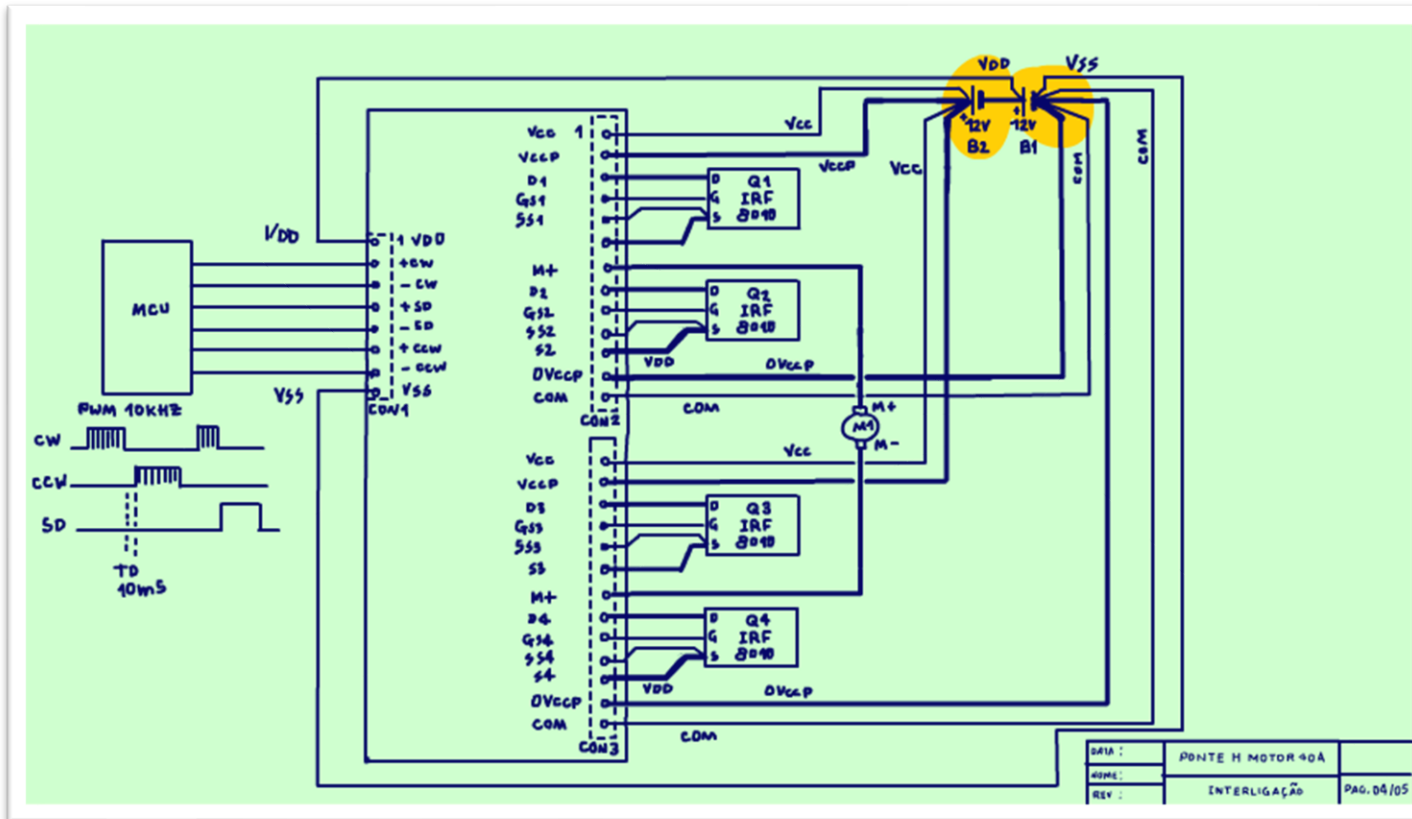 VDD
VSS
+
12V
B2
+
12V
B1
Vcc
VCCP
Vcc
COM
COM
MCU
VDD
VSS
1 VDD
+CW
- CW
+ SD
- SD
+ CCW
- CCW
VSS
CON1
Vcc 1
VCCP
D1
GS1
SS1
M+
D2
GS2
SS2
S2
0VCCP
COM
CON2
D
G
S
Q1
IRF
8010
D
G
S
Q2
IRF
8010
VDD
0VCCP
COM
M+
M1
M-
Vcc
Vcc
VCCP
D3
GS3
SS3
S3
M+
D4
GS4
SS4
S4
0VCCP
COM
CON3
D
G
S
Q3
IRF
8010
D
G
S
Q4
IRF
8010
VDD
0VCCP
COM
PWM 10KHZ
CW
CCW
SD
TD
10mS
DATA :
NOME:
REV :
PONTE H MOTOR 40A
INTERLIGAÇÃO
PAG. 04/05